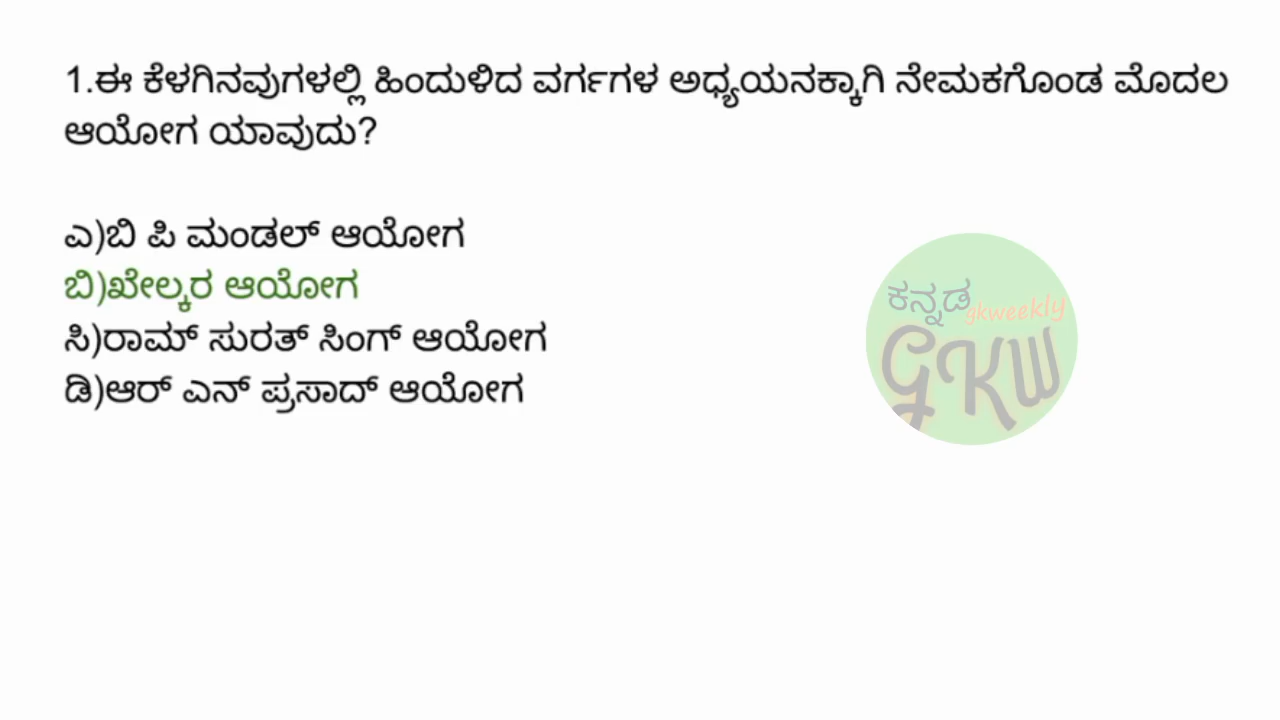 1.ಈ ಕೆಳಗಿನವುಗಳಲ್ಲಿ ಹಿಂದುಳಿದ ವರ್ಗಗಳ ಅಧ್ಯಯನಕ್ಕಾಗಿ ನೇಮಕಗೊಂಡ ಮೊದಲ
ಆಯೋಗ ಯಾವುದು?
ಎ)ಬಿ ಪಿ ಮಂಡಲ್ ಆಯೋಗ
ಬಿ)ಖೇಲ್ಕರ ಆಯೋಗ
ಸಿ)ರಾಮ್ ಸುರತ್ ಸಿಂಗ್ ಆಯೋಗ
ಡಿ)ಆರ್ ಎನ್ ಪ್ರಸಾದ್ ಆಯೋಗ
ಕನ್ನಡ
gkweekly
GKW